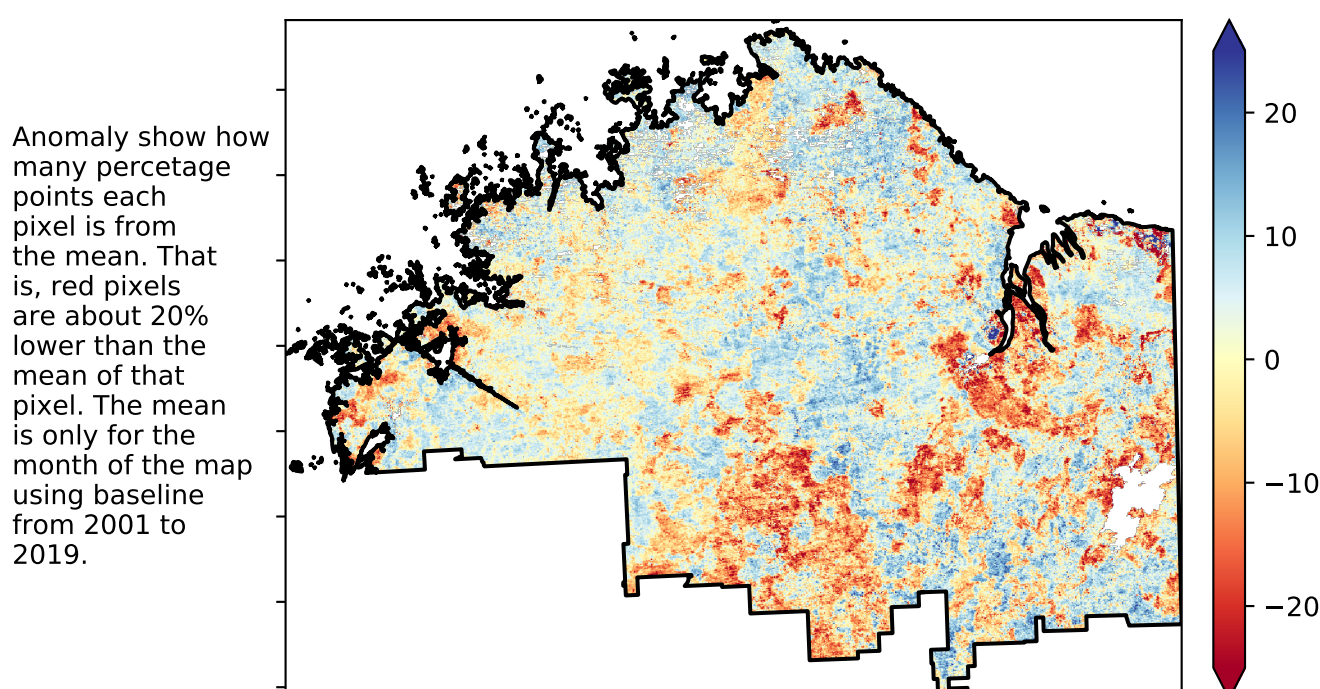 Anomaly show how
many percetage
points each
pixel is from
the mean. That
is, red pixels
are about 20%
lower than the
mean of that
pixel. The mean
is only for the
month of the map
using baseline
from 2001 to
2019.
20
10
0
−10
−20